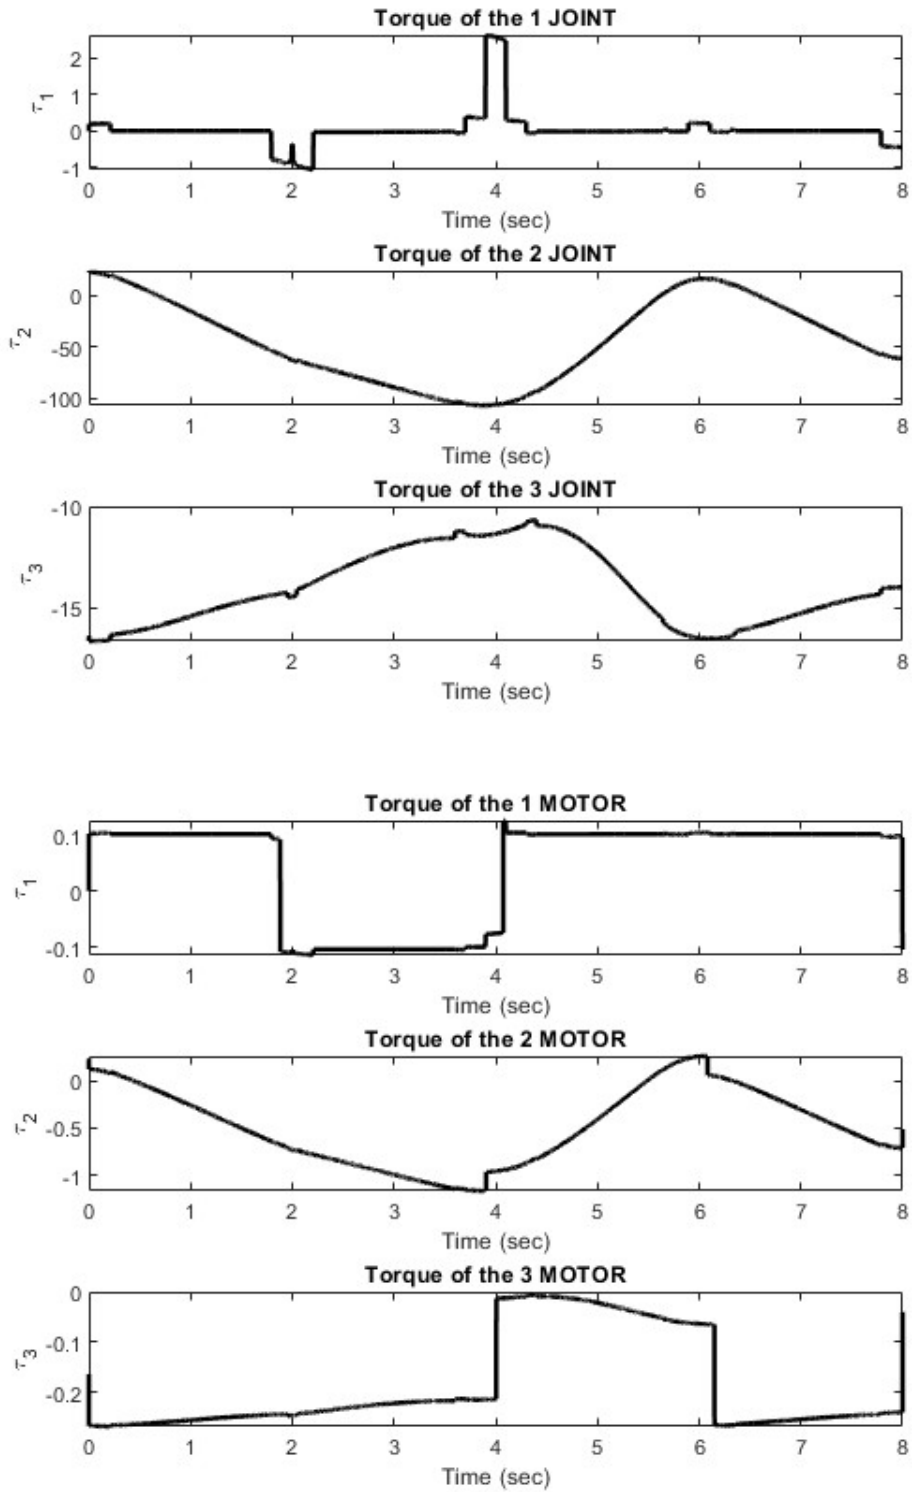 Torque of the 1 JOINT
τ1
2
1
0
-1
0 1 2 3 4 5 6 7 8
Time (sec)
Torque of the 2 JOINT
τ2
0
-50
-100
0 1 2 3 4 5 6 7 8
Time (sec)
Torque of the 3 JOINT
τ3
-10
-15
0 1 2 3 4 5 6 7 8
Time (sec)
Torque of the 1 MOTOR
τ1
0.1
0
-0.1
0 1 2 3 4 5 6 7 8
Time (sec)
Torque of the 2 MOTOR
τ2
0
-0.5
-1
0 1 2 3 4 5 6 7 8
Time (sec)
Torque of the 3 MOTOR
τ3
0
-0.1
-0.2
0 1 2 3 4 5 6 7 8
Time (sec)